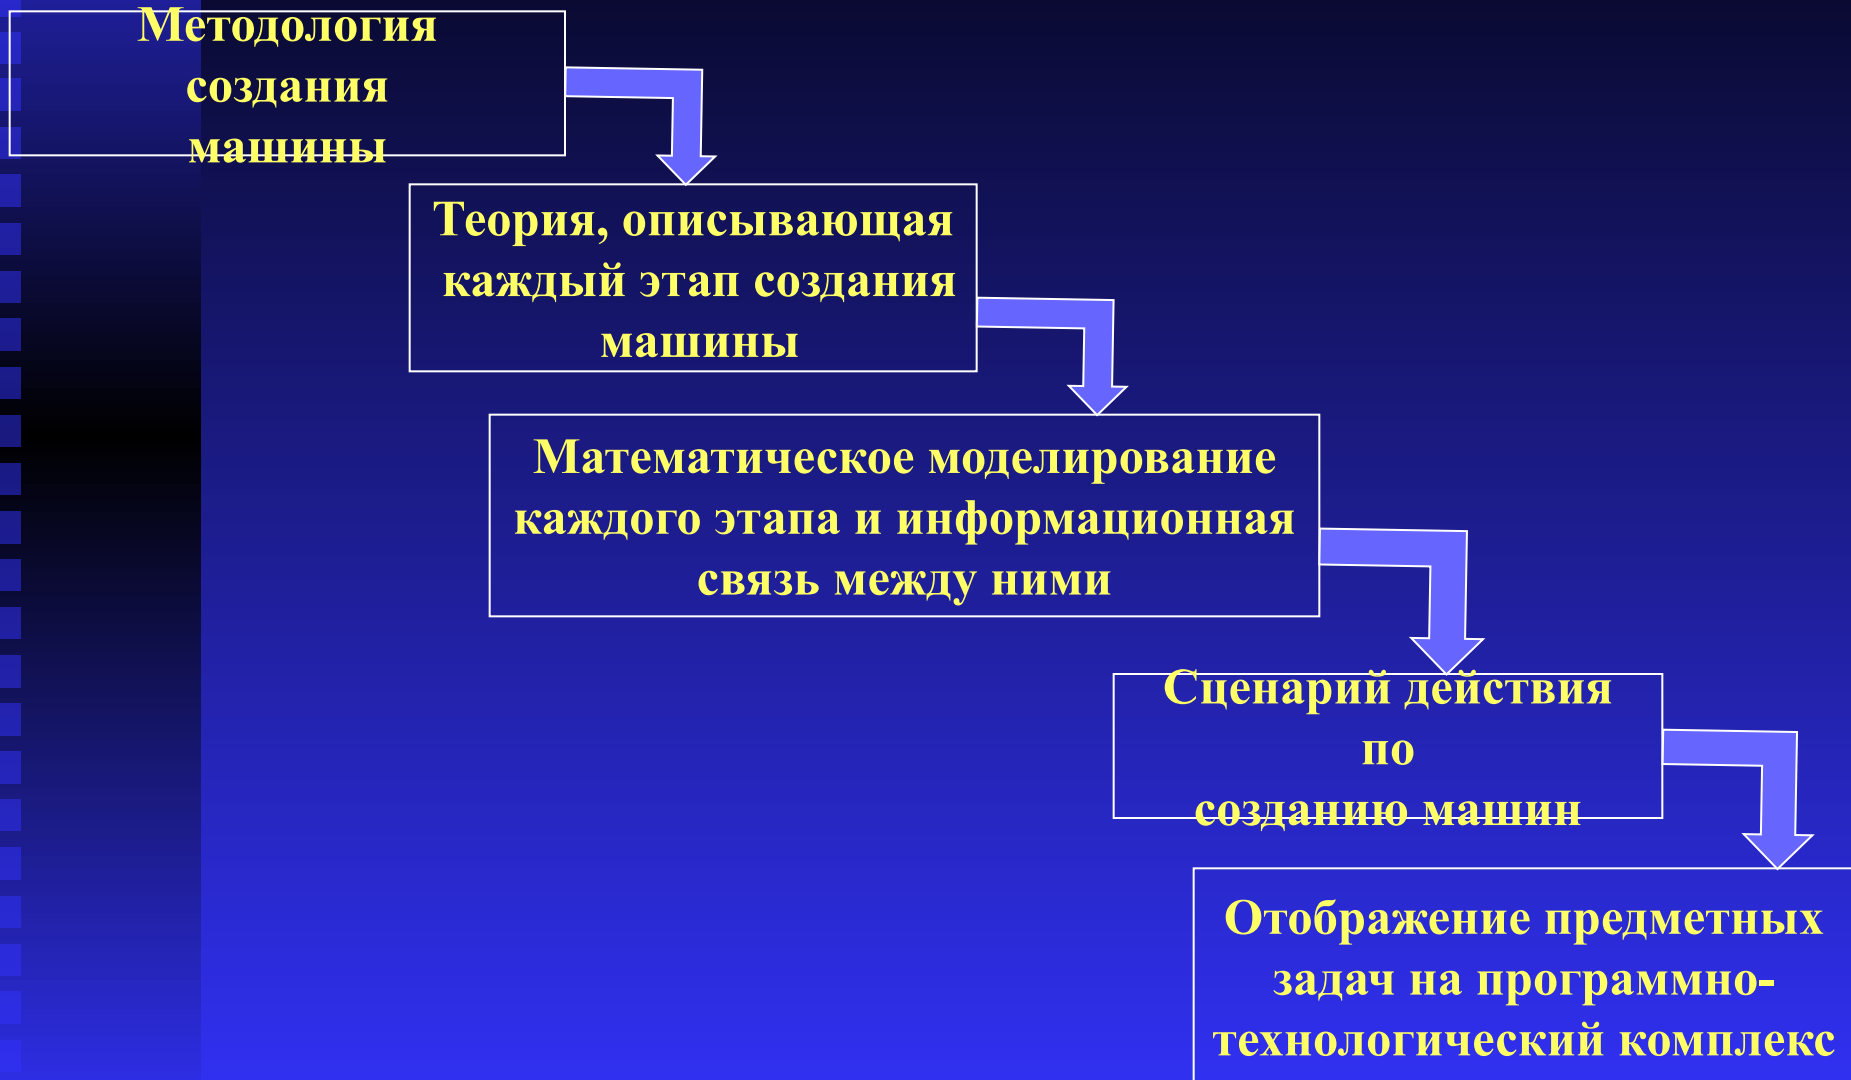 Методология
создания
машины
Теория, описывающая
каждый этап создания
машины
Математическое моделирование
каждого этапа и информационная
связь между ними
Сценарий действия
по
созданию машин
Отображение предметных
задач на программно-
технологический комплекс